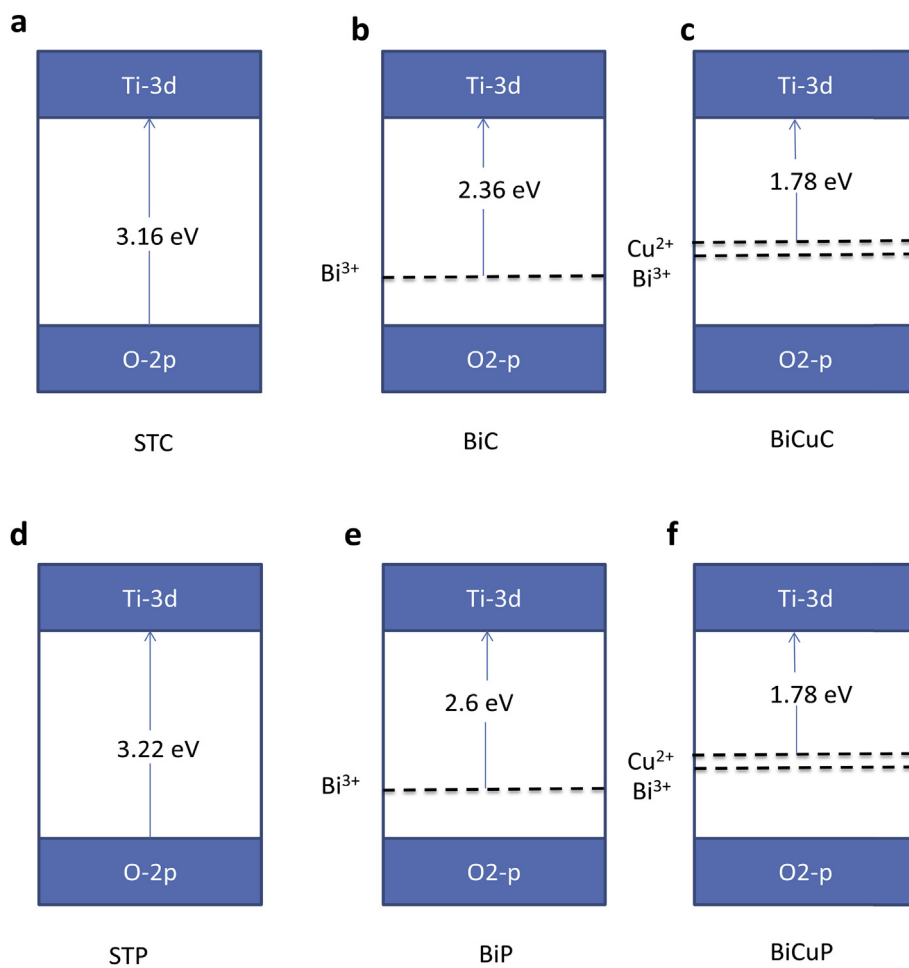 a
Ti-3d
3.16 eV
O-2p
STC
b
Ti-3d
2.36 eV
Bi³⁺
O2-p
BiC
c
Ti-3d
1.78 eV
Cu²⁺
Bi³⁺
O2-p
BiCuC
d
Ti-3d
3.22 eV
O-2p
STP
e
Ti-3d
2.6 eV
Bi³⁺
O2-p
BiP
f
Ti-3d
1.78 eV
Cu²⁺
Bi³⁺
O2-p
BiCuP